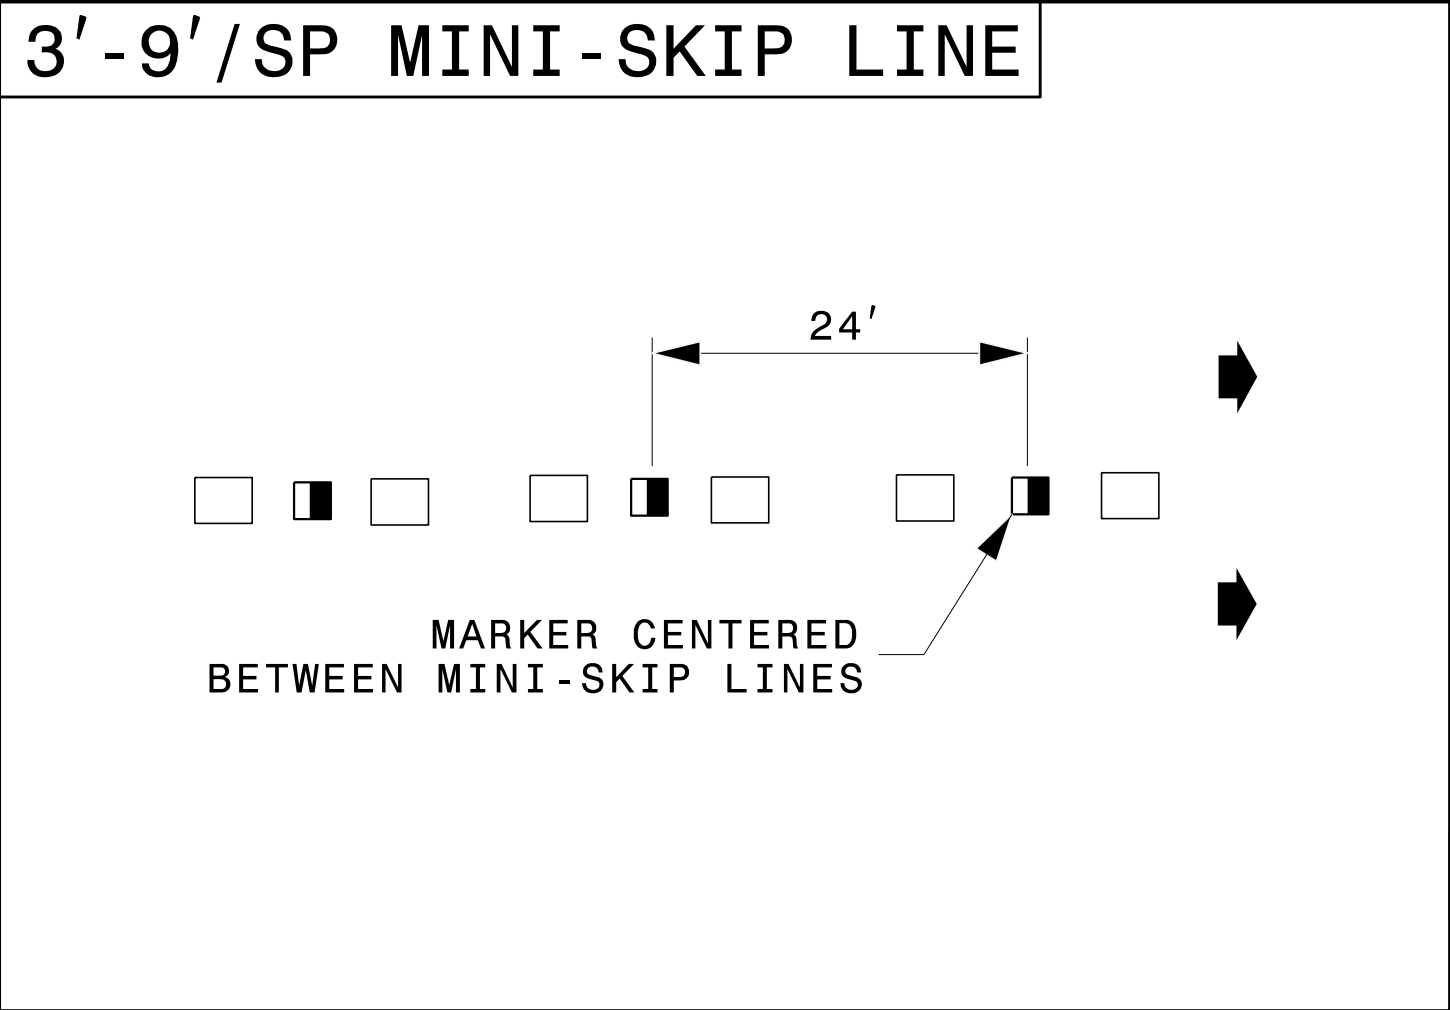 3'-9'/SP MINI-SKIP LINE
24'
MARKER CENTERED
BETWEEN MINI-SKIP LINES